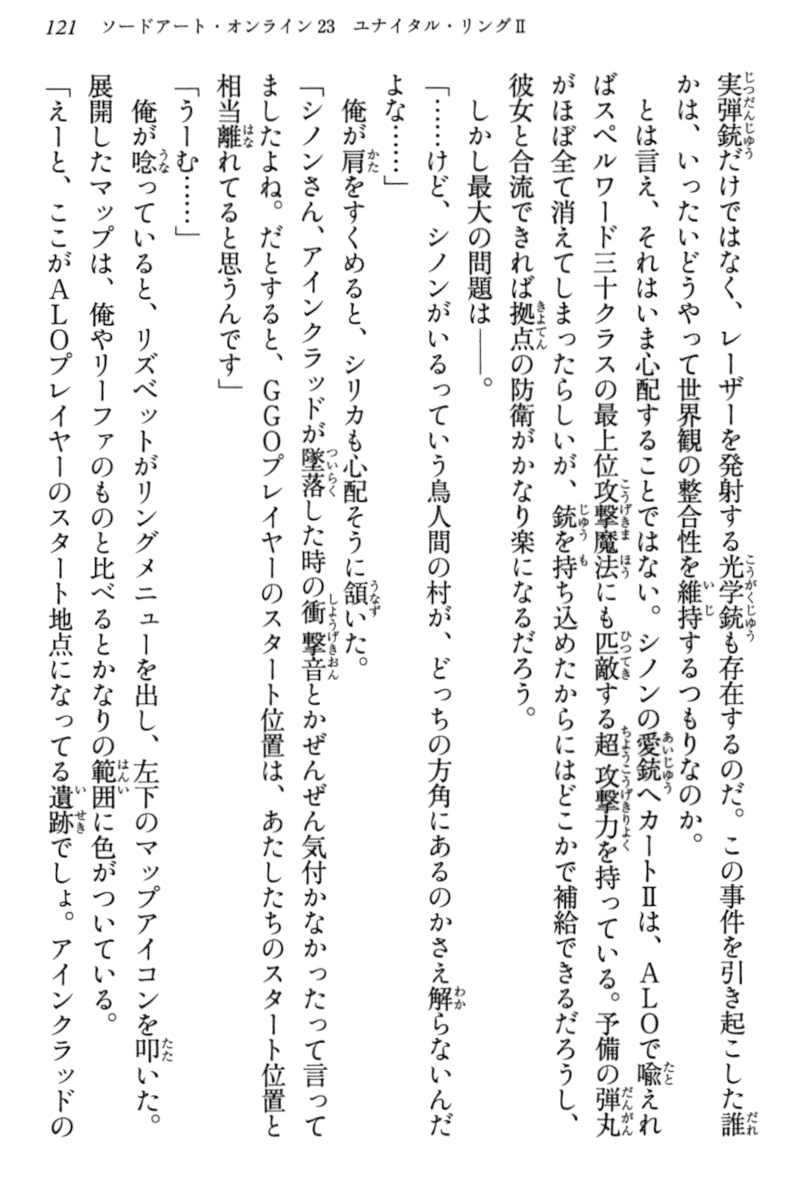 121　ソードアート・オンライン23　ユナイタル・リングⅡ
実弾銃だけではなく、レーザーを発射する光学銃も存在するのだ。この事件を引き起こした誰
かは、いったいどうやって世界観の整合性を維持するつもりなのか。
　とは言え、それはいま心配することではない。シノンの愛銃ヘカートⅡは、ＡＬＯで喩えれ
ばスペルワード三十クラスの最上位攻撃魔法にも匹敵する超攻撃力を持っている。予備の弾丸
がほぼ全て消えてしまったらしいが、銃を持ち込めたからにはどこかで補給できるだろうし、
彼女と合流できれば拠点の防衛がかなり楽になるだろう。
　しかし最大の問題は――。
「……けど、シノンがいるっていう鳥人間の村が、どっちの方角にあるのかさえ解らないんだ
よな……」
　俺が肩をすくめると、シリカも心配そうに頷いた。
「シノンさん、アインクラッドが墜落した時の衝撃音とかぜんぜん気付かなかったって言って
ましたよね。だとすると、ＧＧＯプレイヤーのスタート位置は、あたしたちのスタート位置と
相当離れてると思うんです」
「うーむ……」
　俺が唸っていると、リズベットがリングメニューを出し、左下のマップアイコンを叩いた。
展開したマップは、俺やリーファのものと比べるとかなりの範囲に色がついている。
「えーと、ここがＡＬＯプレイヤーのスタート地点になってる遺跡でしょ。アインクラッドの